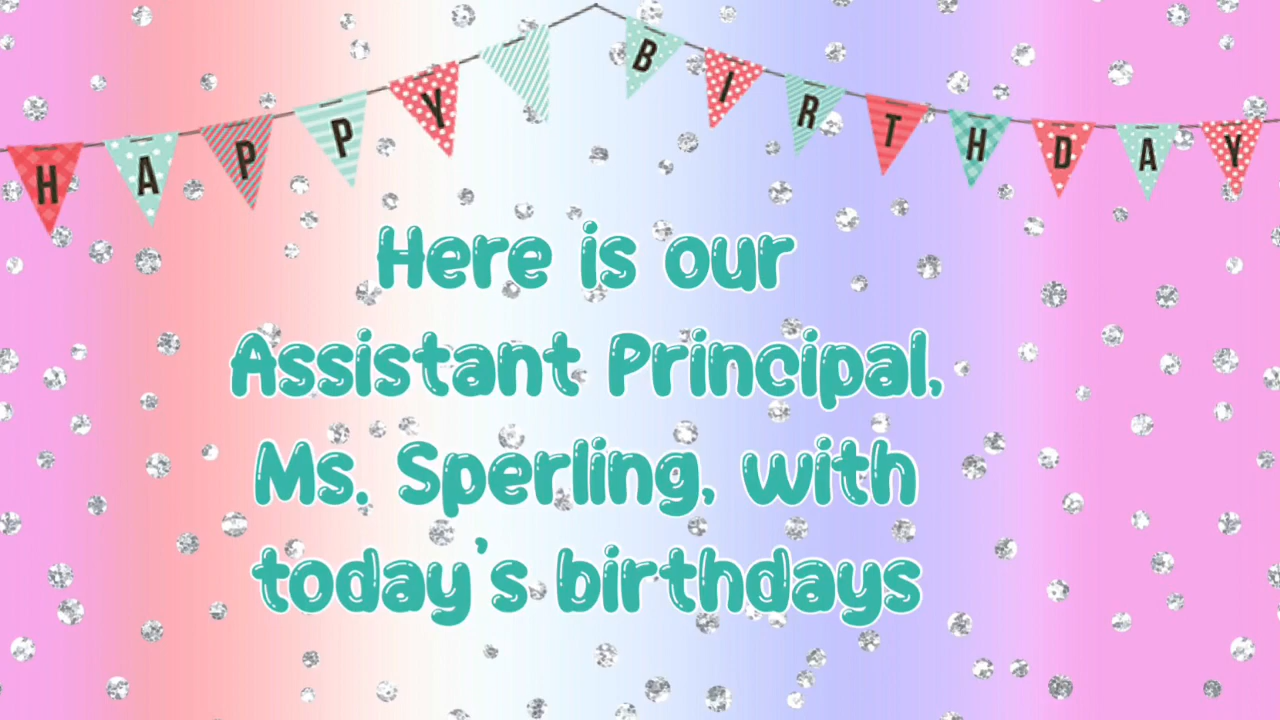 HAPPY BIRTHDAY
Here is our
Assistant Principal,
Ms. Sperling, with
today's birthdays